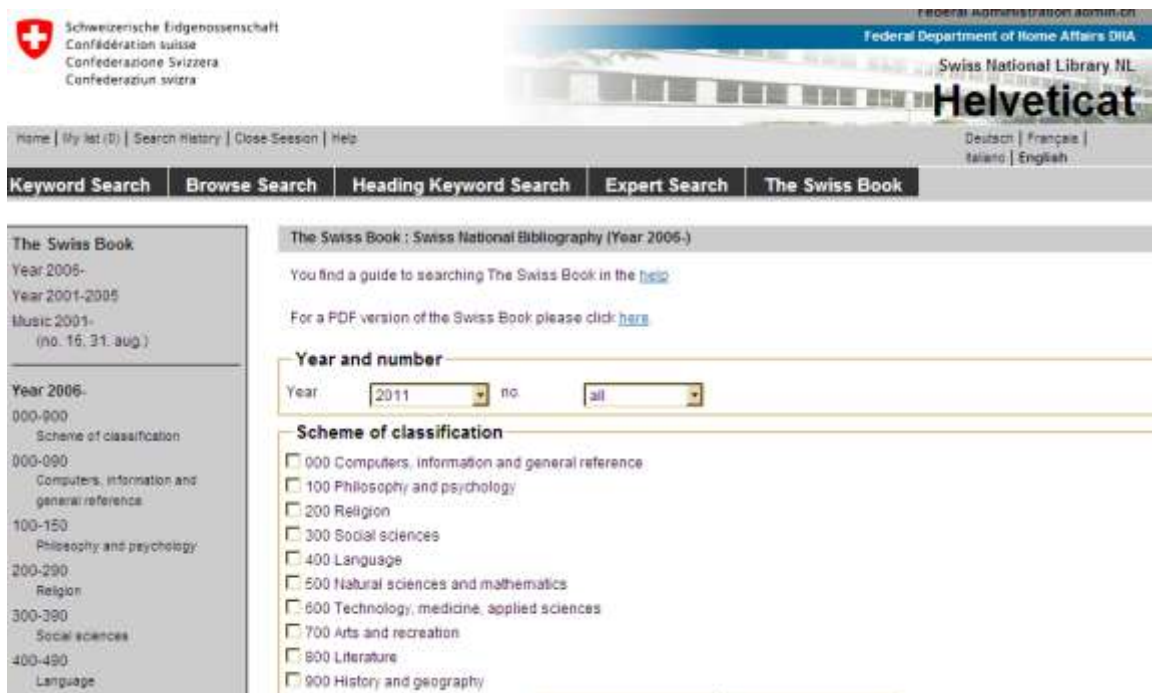 Schweizerische Eidgenossenschaft
Confédération suisse
Confederazione Svizzera
Confederaziun svizra
Federal Administration admin.ch
Federal Department of Home Affairs DHA
Swiss National Library NL
Helveticat
Home | My list (0) | Search History | Close Session | Help
Deutsch | Français |
Italiano | English
Keyword Search | Browse Search | Heading Keyword Search | Expert Search | The Swiss Book
The Swiss Book
Year 2006-
Year 2001-2005
Music 2001-
(no. 16, 31. aug.)
Year 2006-
000-900
Scheme of classification
000-090
Computers, information and
general reference
100-150
Philosophy and psychology
200-290
Religion
300-390
Social sciences
400-490
Language
The Swiss Book : Swiss National Bibliography (Year 2006-)
You find a guide to searching The Swiss Book in the help
For a PDF version of the Swiss Book please click here
Year and number
Year 2011 no. all
Scheme of classification
000 Computers, information and general reference
100 Philosophy and psychology
200 Religion
300 Social sciences
400 Language
500 Natural sciences and mathematics
600 Technology, medicine, applied sciences
700 Arts and recreation
800 Literature
900 History and geography